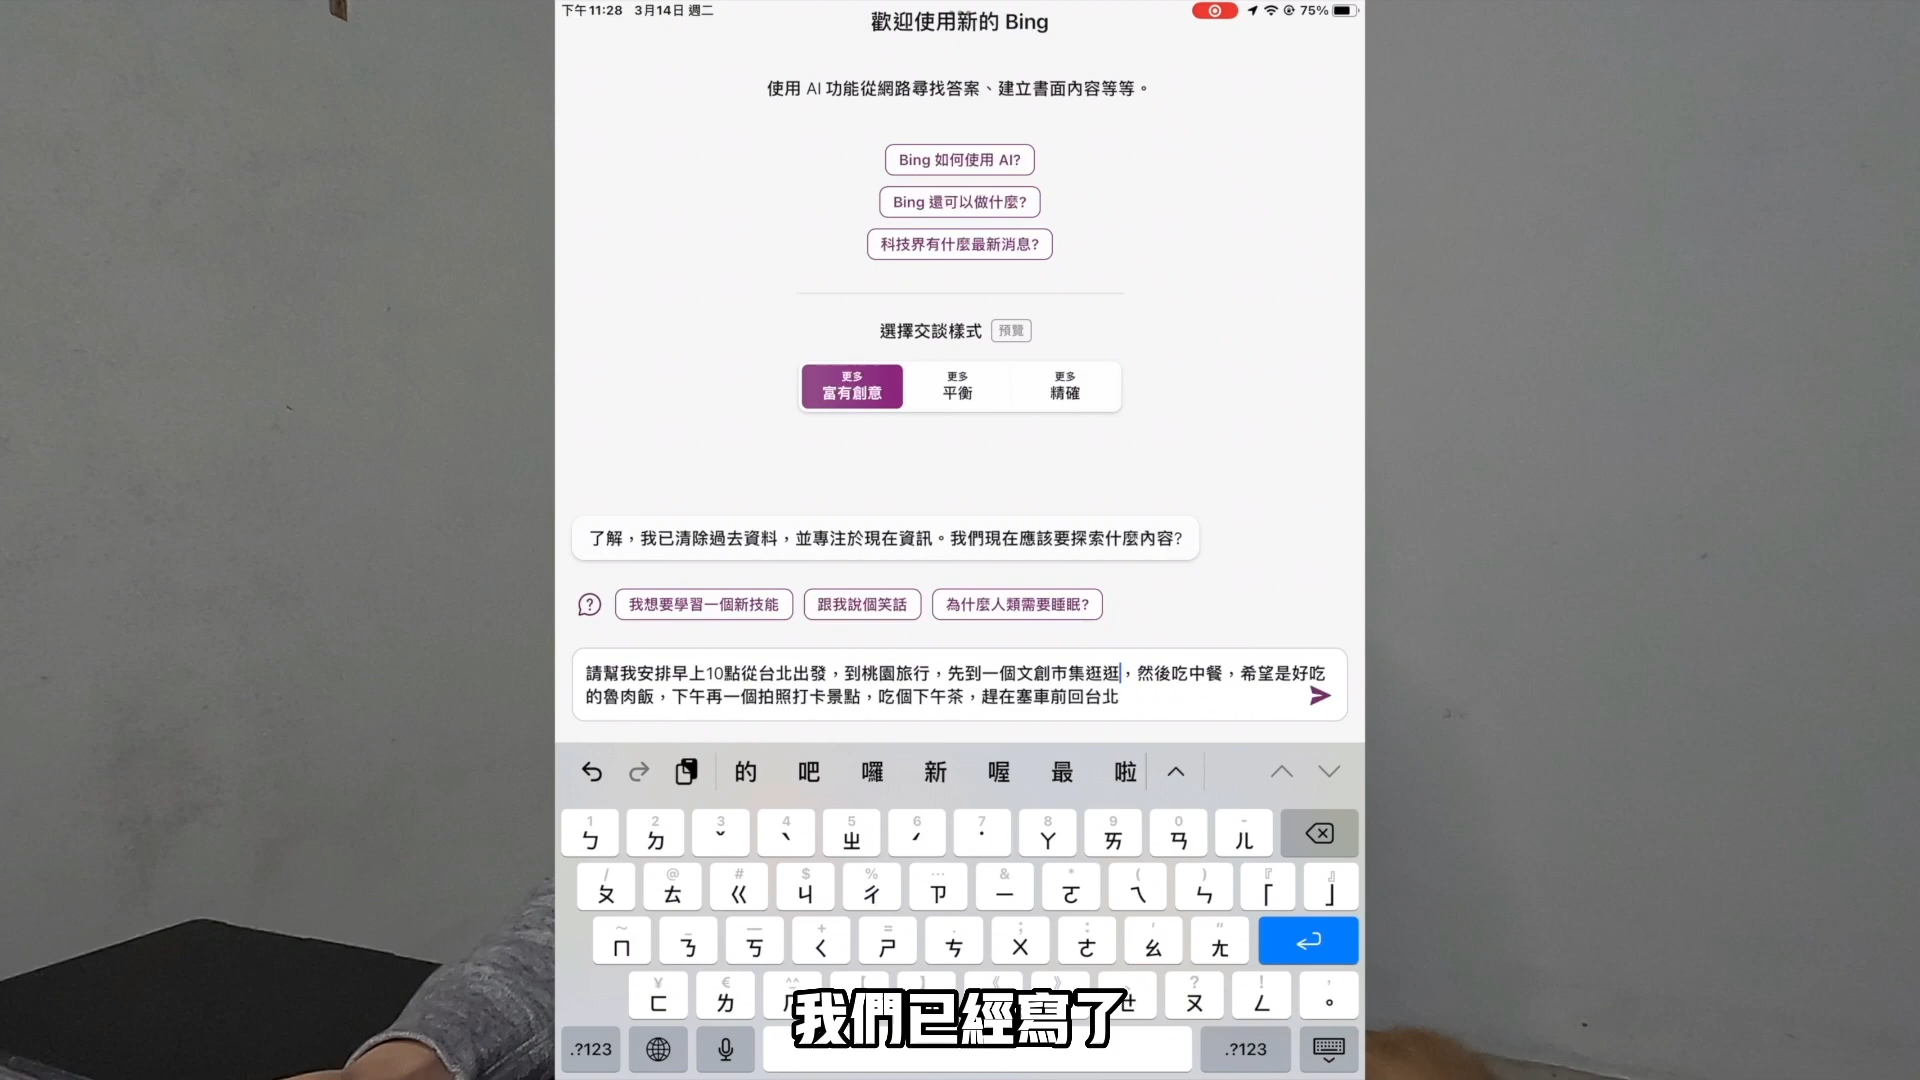 下午11:28 3月14日 週二
75%
歡迎使用新的 Bing
使用 AI 功能從網路尋找答案、建立書面內容等等。
Bing 如何使用 AI?
Bing 還可以做什麼?
科技界有什麼最新消息?
選擇交談樣式 預覽
更多 更多 更多
富有創意 平衡 精確
了解,我已清除過去資料,並專注於現在資訊。我們現在應該要探索什麼內容?
我想要學習一個新技能 跟我說個笑話 為什麼人類需要睡眠?
請幫我安排早上10點從台北出發,到桃園旅行,先到一個文創市集逛逛,然後吃中餐,希望是好吃
的魯肉飯,下午再一個拍照打卡景點,吃個下午茶,趕在塞車前回台北
的 吧 囉 新 喔 最 啦
1 2 3 4 5 6 7 8 9 0 -
ㄅ ㄉ ˇ ˋ ㄓ ˊ ˙ ㄚ ㄞ ㄢ ㄦ
/ @ # $ % … & * ( ) 『 』
ㄆ ㄊ ㄍ ㄐ ㄔ ㄗ ㄧ ㄛ ㄟ ㄣ 「 」
ㄇ ㄋ ㄎ ㄑ ㄕ ㄘ ㄨ ㄜ ㄠ ㄤ
¥ € ^^ ? !
ㄈ ㄌ ㄡ ㄥ 。
我們已經寫了
.?123 .?123